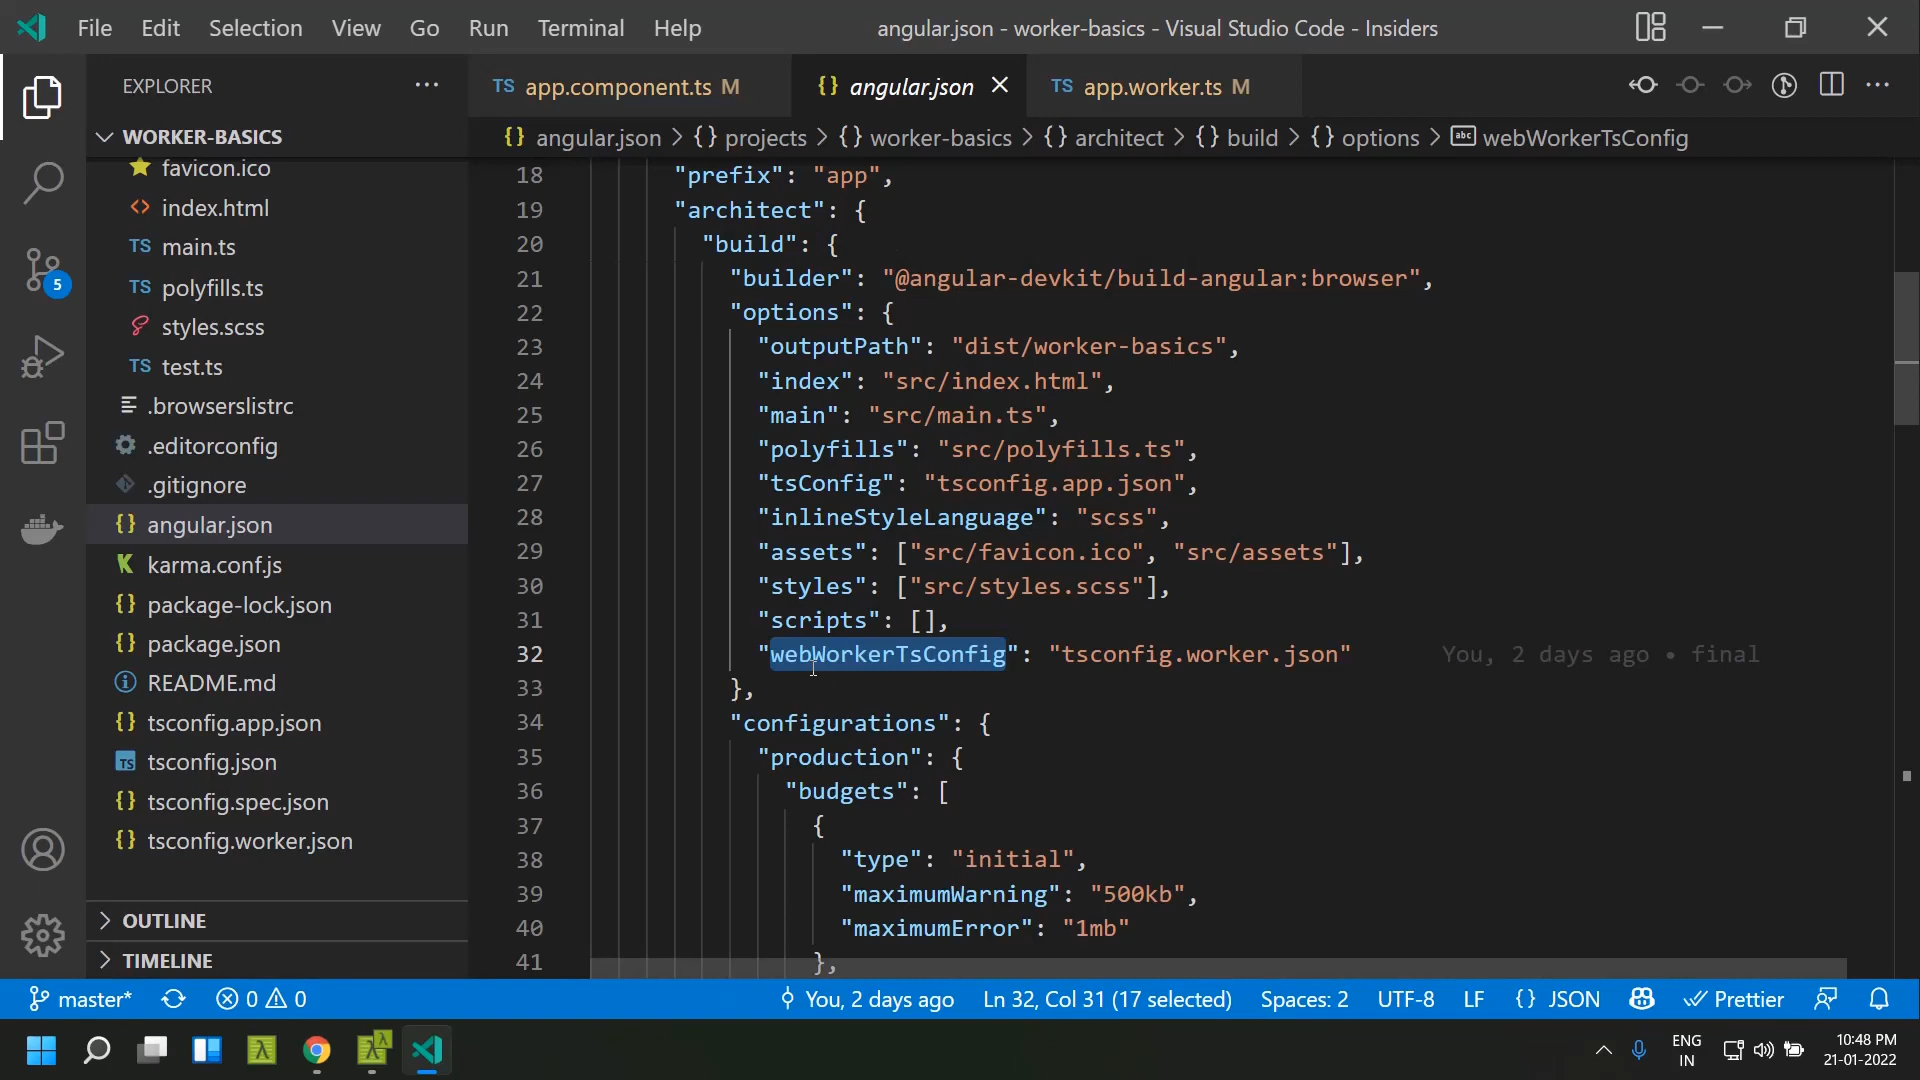 File Edit Selection View Go Run Terminal Help
angular.json - worker-basics - Visual Studio Code - Insiders
EXPLORER
TS app.component.ts M
{} angular.json
TS app.worker.ts M
WORKER-BASICS
{} angular.json > {} projects > {} worker-basics > {} architect > {} build > {} options > abc webWorkerTsConfig
favicon.ico
<> index.html
TS main.ts
TS polyfills.ts
styles.scss
TS test.ts
.browserslistrc
.editorconfig
.gitignore
{} angular.json
karma.conf.js
{} package-lock.json
{} package.json
README.md
{} tsconfig.app.json
TS tsconfig.json
{} tsconfig.spec.json
{} tsconfig.worker.json
OUTLINE
TIMELINE
5
18 "prefix": "app",
19 "architect": {
20 "build": {
21 "builder": "@angular-devkit/build-angular:browser",
22 "options": {
23 "outputPath": "dist/worker-basics",
24 "index": "src/index.html",
25 "main": "src/main.ts",
26 "polyfills": "src/polyfills.ts",
27 "tsConfig": "tsconfig.app.json",
28 "inlineStyleLanguage": "scss",
29 "assets": ["src/favicon.ico", "src/assets"],
30 "styles": ["src/styles.scss"],
31 "scripts": [],
32 "webWorkerTsConfig": "tsconfig.worker.json" You, 2 days ago • final
33 },
34 "configurations": {
35 "production": {
36 "budgets": [
37 {
38 "type": "initial",
39 "maximumWarning": "500kb",
40 "maximumError": "1mb"
41 },
master* 0 0 You, 2 days ago Ln 32, Col 31 (17 selected) Spaces: 2 UTF-8 LF {} JSON Prettier
ENG
IN
10:48 PM
21-01-2022